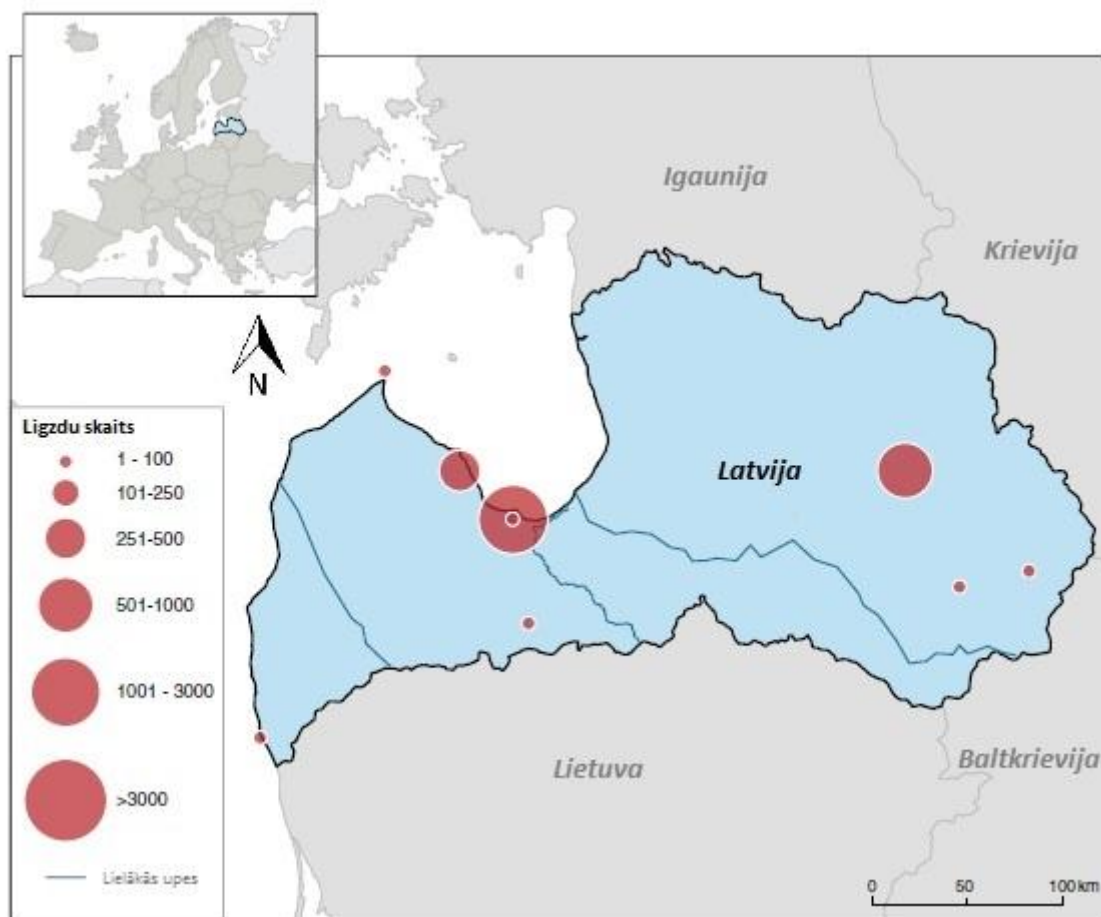 Igaunija
Krievija
N
Ligzdu skaits
1 - 100
101-250
251-500
501-1000
1001 - 3000
>3000
Lielākās upes
Latvija
Lietuva
Baltkrievija
0 50 100 km